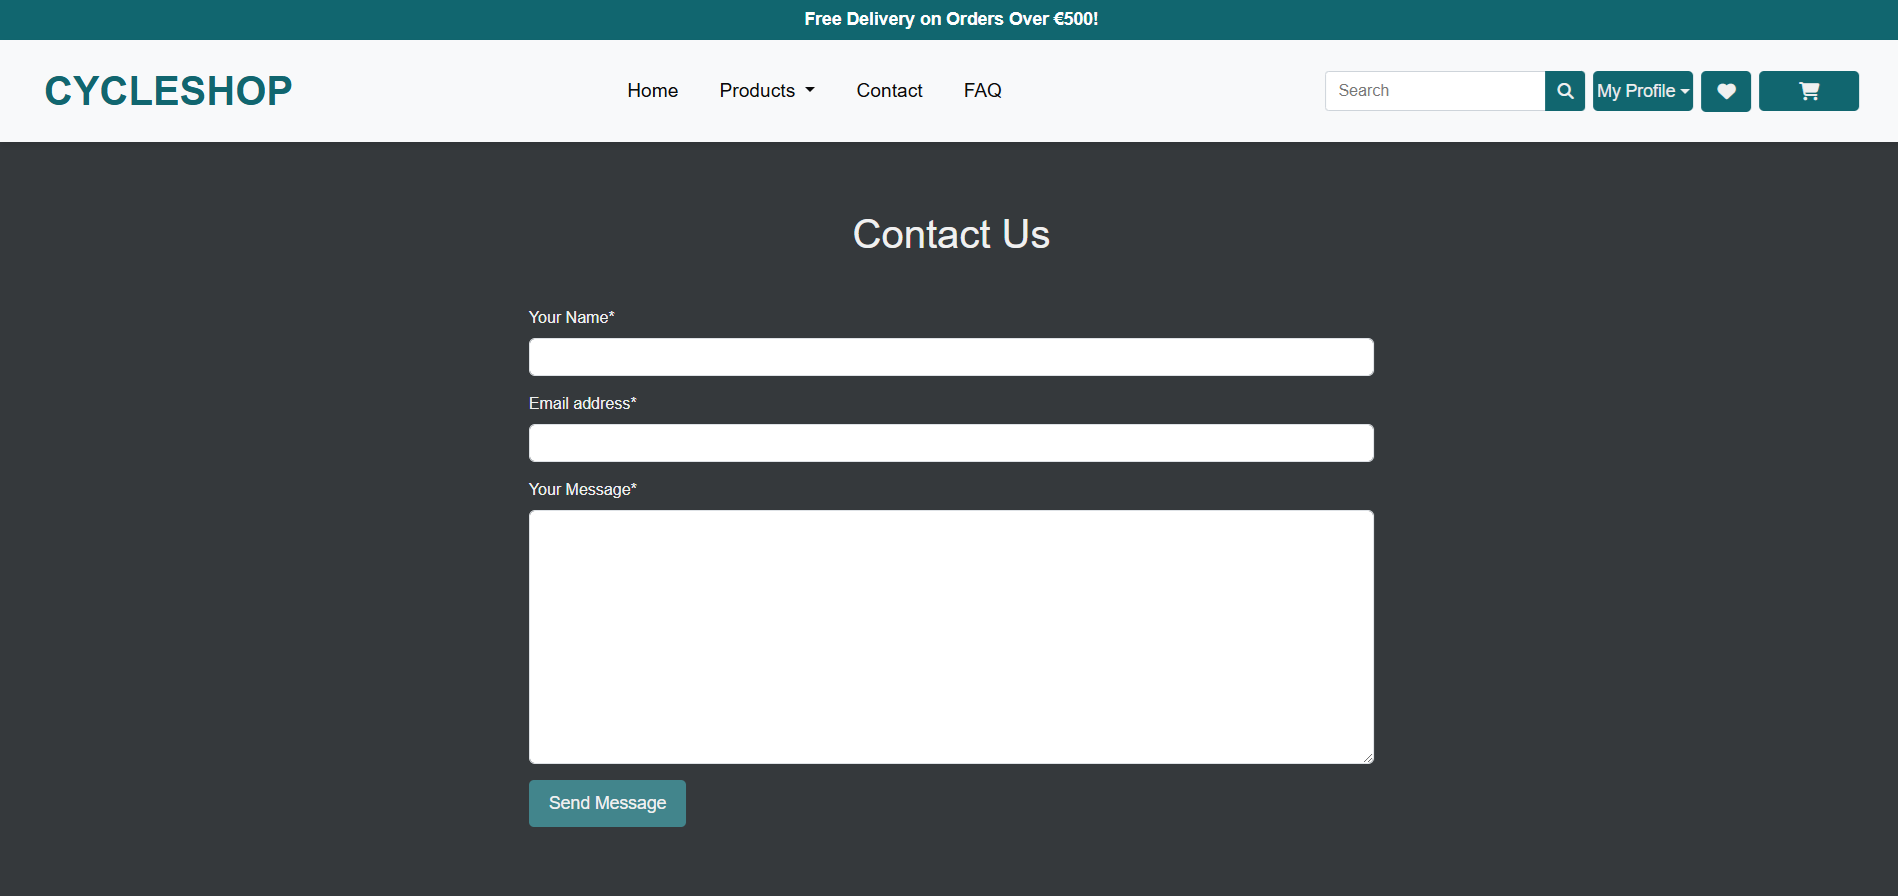 Free Delivery on Orders Over €500!
CYCLESHOP
Home
Products
Contact
FAQ
Search
My Profile
Contact Us
Your Name*
Email address*
Your Message*
Send Message